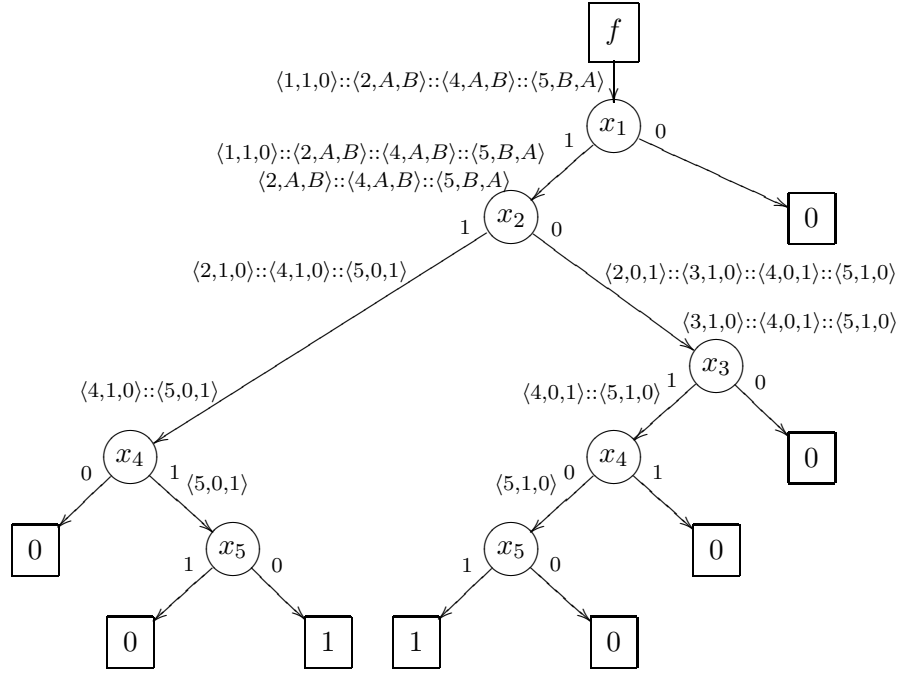 f
⟨1,1,0⟩::⟨2,A,B⟩::⟨4,A,B⟩::⟨5,B,A⟩
x₁
1 0
⟨1,1,0⟩::⟨2,A,B⟩::⟨4,A,B⟩::⟨5,B,A⟩
⟨2,A,B⟩::⟨4,A,B⟩::⟨5,B,A⟩
x₂ 0
1 0
⟨2,1,0⟩::⟨4,1,0⟩::⟨5,0,1⟩ ⟨2,0,1⟩::⟨3,1,0⟩::⟨4,0,1⟩::⟨5,1,0⟩
⟨3,1,0⟩::⟨4,0,1⟩::⟨5,1,0⟩
x₃
⟨4,1,0⟩::⟨5,0,1⟩ ⟨4,0,1⟩::⟨5,1,0⟩ 1 0
x₄ x₄ 0
0 1 ⟨5,0,1⟩ ⟨5,1,0⟩ 0 1
0 x₅ x₅ 0
1 0 1 0
0 1 1 0